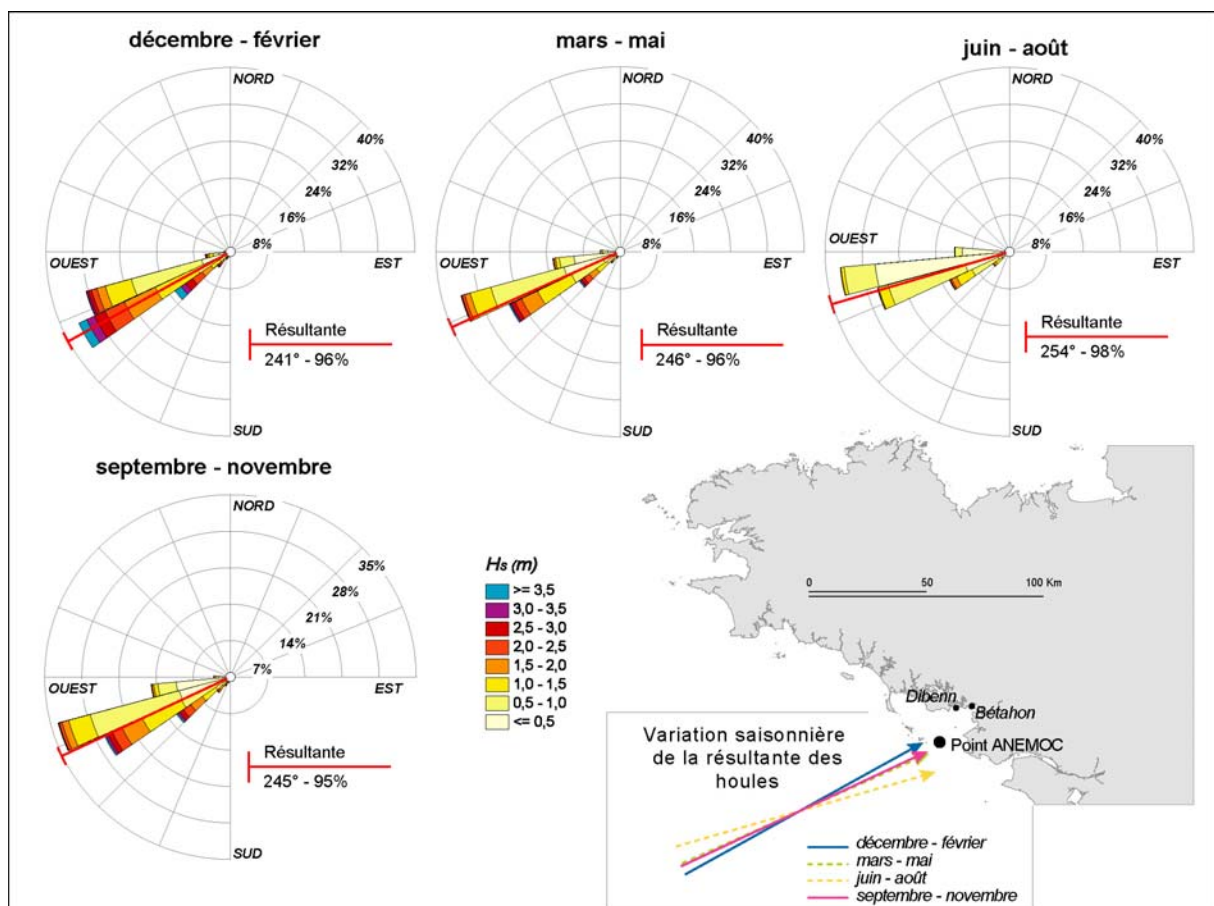 décembre - février
NORD
40%
32%
24%
16%
8%
OUEST
EST
SUD
Résultante
241° - 96%
mars - mai
NORD
40%
32%
24%
16%
8%
OUEST
EST
SUD
Résultante
246° - 96%
juin - août
NORD
40%
32%
24%
16%
8%
OUEST
EST
SUD
Résultante
254° - 98%
septembre - novembre
NORD
35%
28%
21%
14%
7%
OUEST
EST
SUD
Résultante
245° - 95%
Hs (m)
>= 3,5
3,0 - 3,5
2,5 - 3,0
2,0 - 2,5
1,5 - 2,0
1,0 - 1,5
0,5 - 1,0
<= 0,5
0 50 100 Km
Dibenn
Bétahon
Point ANEMOC
Variation saisonnière
de la résultante des
houles
décembre - février
mars - mai
juin - août
septembre - novembre